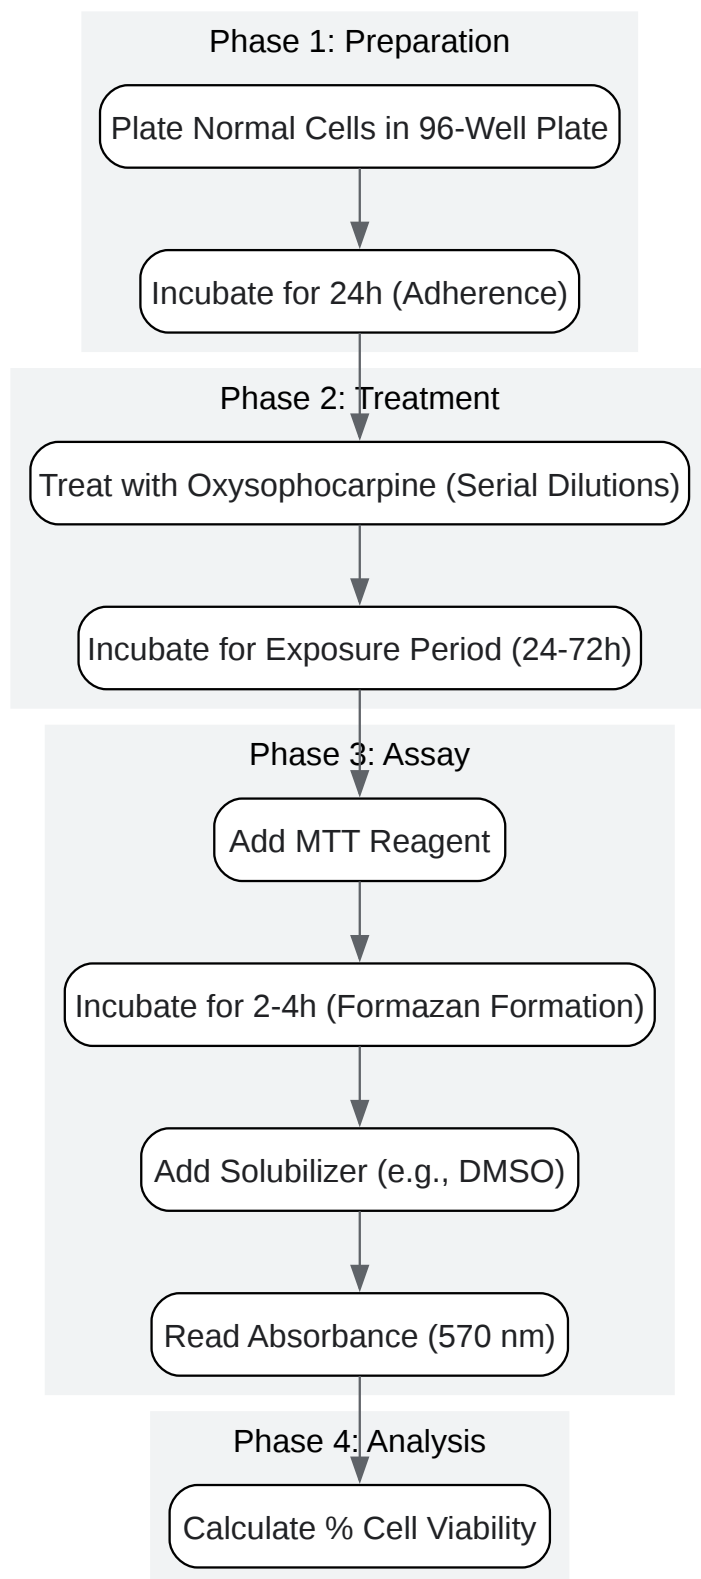 Phase 1: Preparation
Plate Normal Cells in 96-Well Plate
Incubate for 24h (Adherence)
Phase 2: Treatment
Treat with Oxysophocarpine (Serial Dilutions)
Incubate for Exposure Period (24-72h)
Phase 3: Assay
Add MTT Reagent
Incubate for 2-4h (Formazan Formation)
Add Solubilizer (e.g., DMSO)
Read Absorbance (570 nm)
Phase 4: Analysis
Calculate % Cell Viability